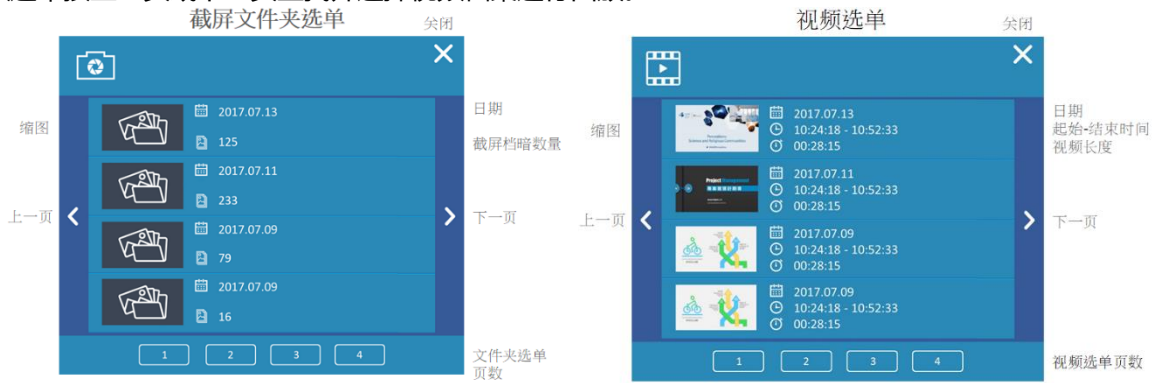 截屏文件夹选单
关闭
缩图
2017.07.13
125
2017.07.11
233
2017.07.09
79
2017.07.09
16
日期
截屏档暗数量
上一页
下一页
1 2 3 4
文件夹选单
页数
视频选单
关闭
缩图
2017.07.13
10:24:18 - 10:52:33
00:28:15
2017.07.11
10:24:18 - 10:52:33
00:28:15
2017.07.09
10:24:18 - 10:52:33
00:28:15
2017.07.09
10:24:18 - 10:52:33
00:28:15
日期
起始-结束时间
视频长度
上一页
下一页
1 2 3 4
视频选单页数